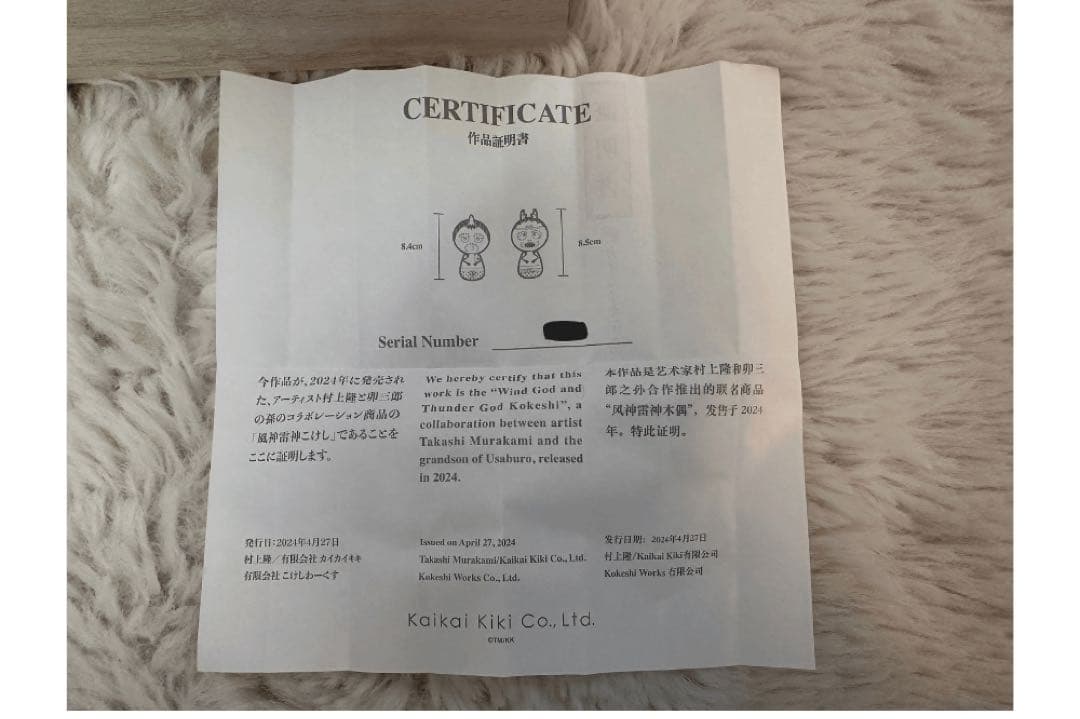 CERTIFICATE
作品証明書
8.4cm
8.5cm
Serial Number
今作品が、2024年に発売され
た、アーティスト村上隆と卯三郎
の孫のコラボレーション商品の
「風神雷神こけし」であることを
ここに証明します。
We hereby certify that this
work is the “Wind God and
Thunder God Kokeshi”, a
collaboration between artist
Takashi Murakami and the
grandson of Usaburo, released
in 2024.
本作品是艺术家村上隆和卯三
郎之孙合作推出的联名商品
“风神雷神木偶”，发售于2024
年。特此证明。
発行日：2024年4月27日
村上隆／有限会社 カイカイキキ
有限会社 こけしわーくす
Issued on April 27, 2024
Takashi Murakami/Kaikai Kiki Co., Ltd.
Kokeshi Works Co., Ltd.
发行日期： 2024年4月27日
村上隆/Kaikai Kiki有限公司
Kokeshi Works 有限公司
Kaikai Kiki Co., Ltd.
©TM/KK